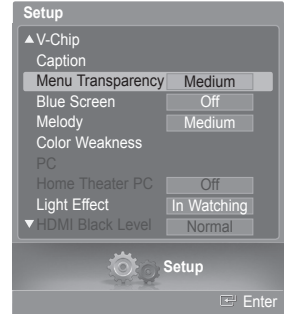 Setup
▲V-Chip
Caption
Menu Transparency Medium
Blue Screen Off
Melody Medium
Color Weakness
PC
Home Theater PC Off
Light Effect In Watching
▼HDMI Black Level Normal
Setup
Enter